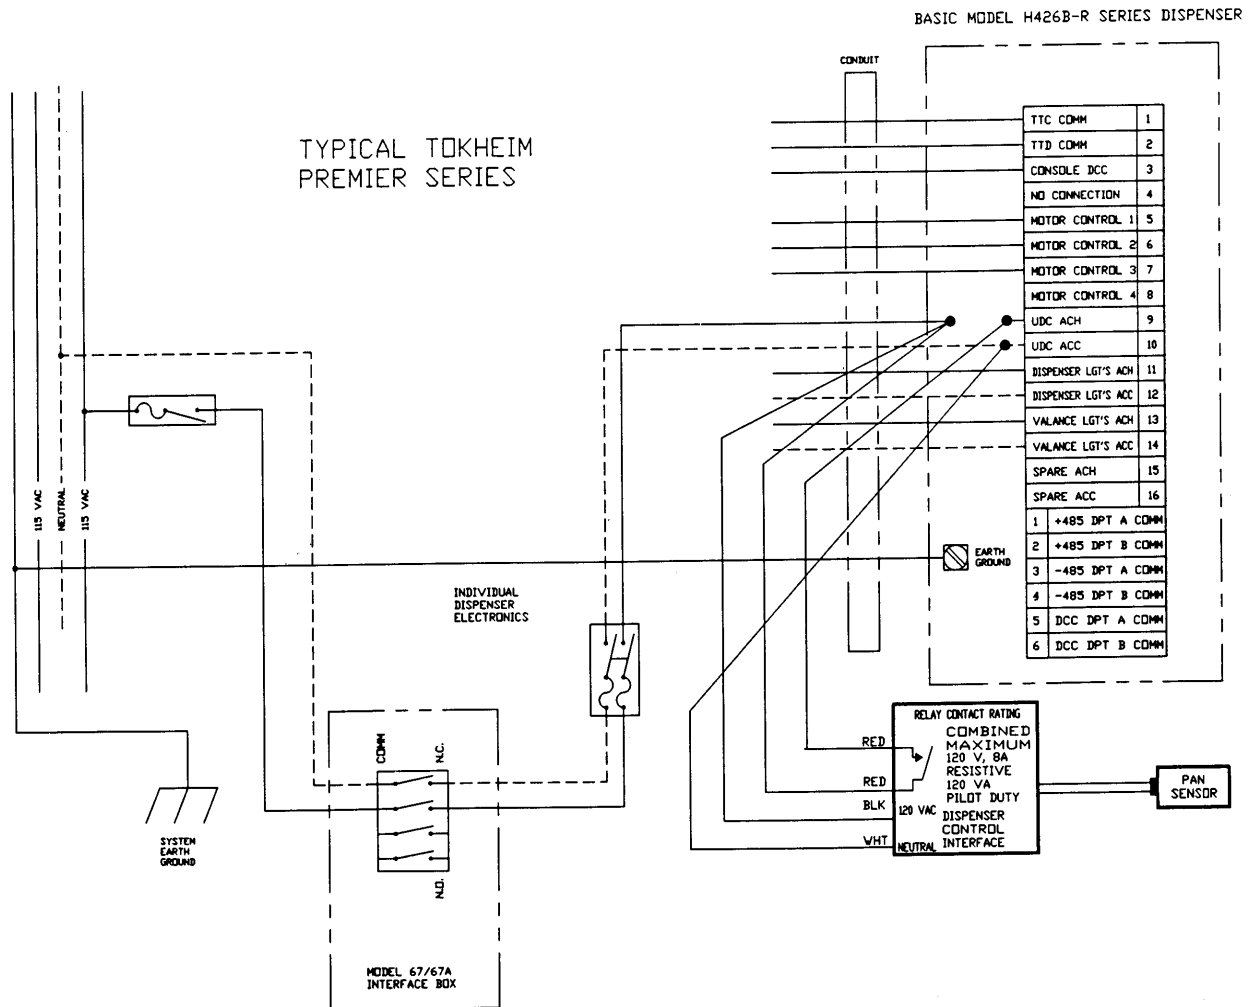 BASIC MODEL H426B-R SERIES DISPENSER
CONDUIT
TYPICAL TOKHEIM
PREMIER SERIES
TTC COMM 1
TTD COMM 2
CONSOLE DCC 3
NO CONNECTION 4
MOTOR CONTROL 1 5
MOTOR CONTROL 2 6
MOTOR CONTROL 3 7
MOTOR CONTROL 4 8
UDC ACH 9
UDC ACC 10
DISPENSER LGT'S ACH 11
DISPENSER LGT'S ACC 12
VALANCE LGT'S ACH 13
VALANCE LGT'S ACC 14
SPARE ACH 15
SPARE ACC 16
1 +485 DPT A COMM
2 +485 DPT B COMM
3 -485 DPT A COMM
4 -485 DPT B COMM
5 DCC DPT A COMM
6 DCC DPT B COMM
115 VAC
NEUTRAL
115 VAC
EARTH
GROUND
INDIVIDUAL
DISPENSER
ELECTRONICS
COMM
N.C.
N.O.
SYSTEM
EARTH
GROUND
MODEL 67/67A
INTERFACE BOX
RED
RED
BLK
WHT
RELAY CONTACT RATING
COMBINED
MAXIMUM
120 V, 8A
RESISTIVE
120 VA
PILOT DUTY
120 VAC
DISPENSER
CONTROL
INTERFACE
NEUTRAL
PAN
SENSOR